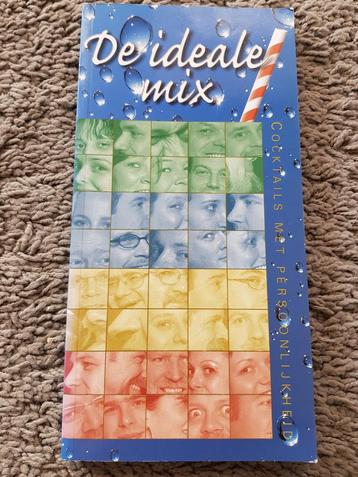 De ideale
mix
COCKTAILS MET PERSOONLIJKHEID